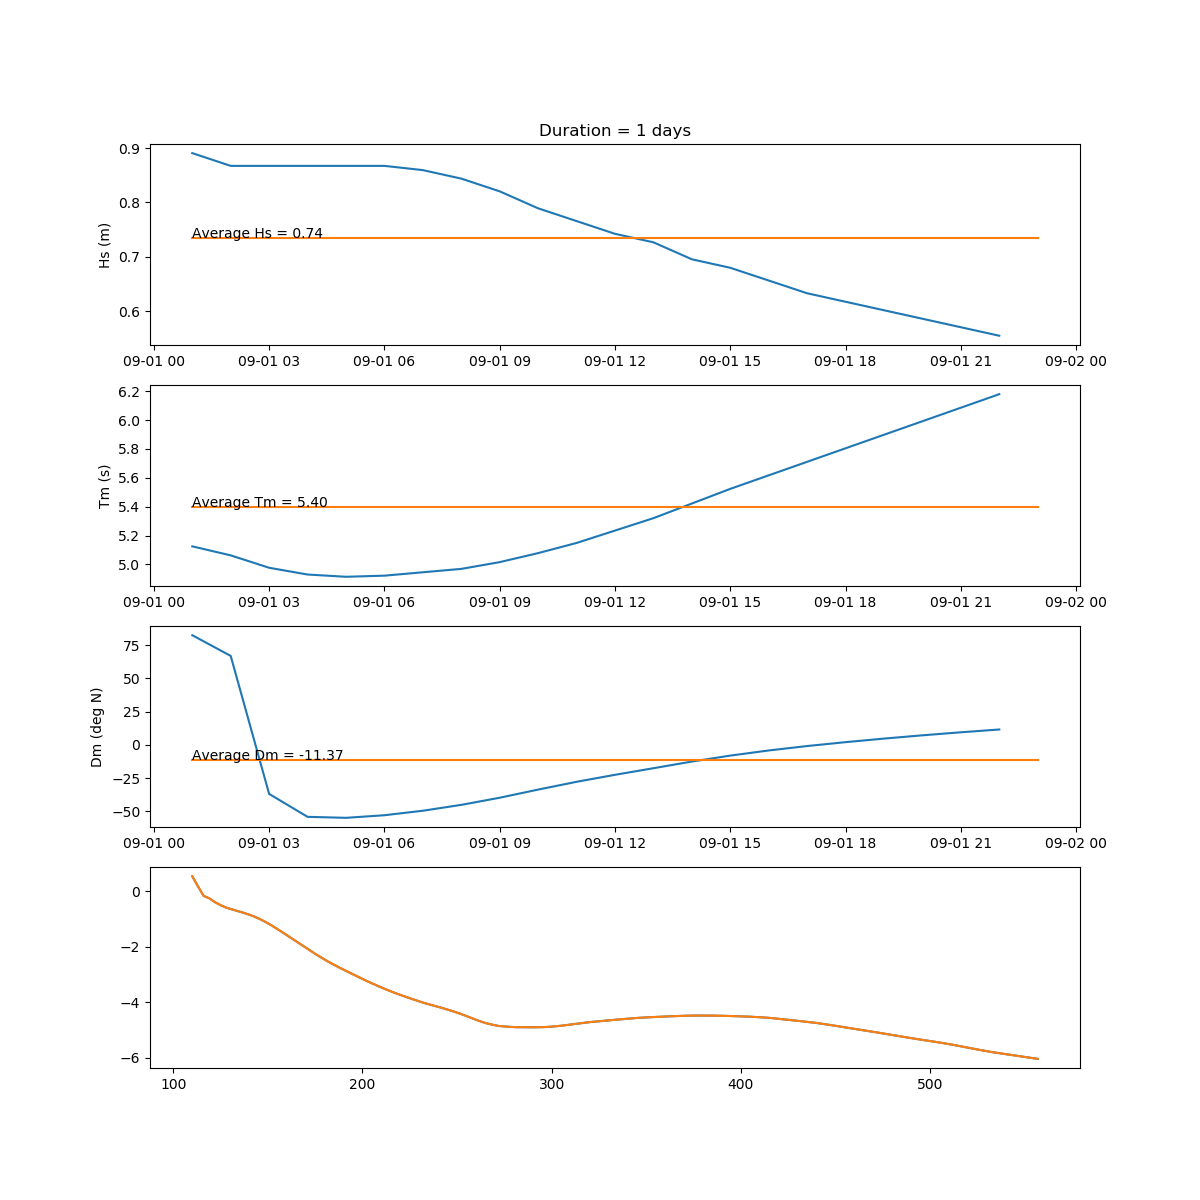 Duration = 1 days
Hs (m)
0.9
0.8
0.7
0.6
Average Hs = 0.74
09-01 00 09-01 03 09-01 06 09-01 09 09-01 12 09-01 15 09-01 18 09-01 21 09-02 00
Tm (s)
6.2
6.0
5.8
5.6
5.4
5.2
5.0
Average Tm = 5.40
09-01 00 09-01 03 09-01 06 09-01 09 09-01 12 09-01 15 09-01 18 09-01 21 09-02 00
Dm (deg N)
75
50
25
0
−25
−50
Average Dm = -11.37
09-01 00 09-01 03 09-01 06 09-01 09 09-01 12 09-01 15 09-01 18 09-01 21 09-02 00
0
−2
−4
−6
100 200 300 400 500